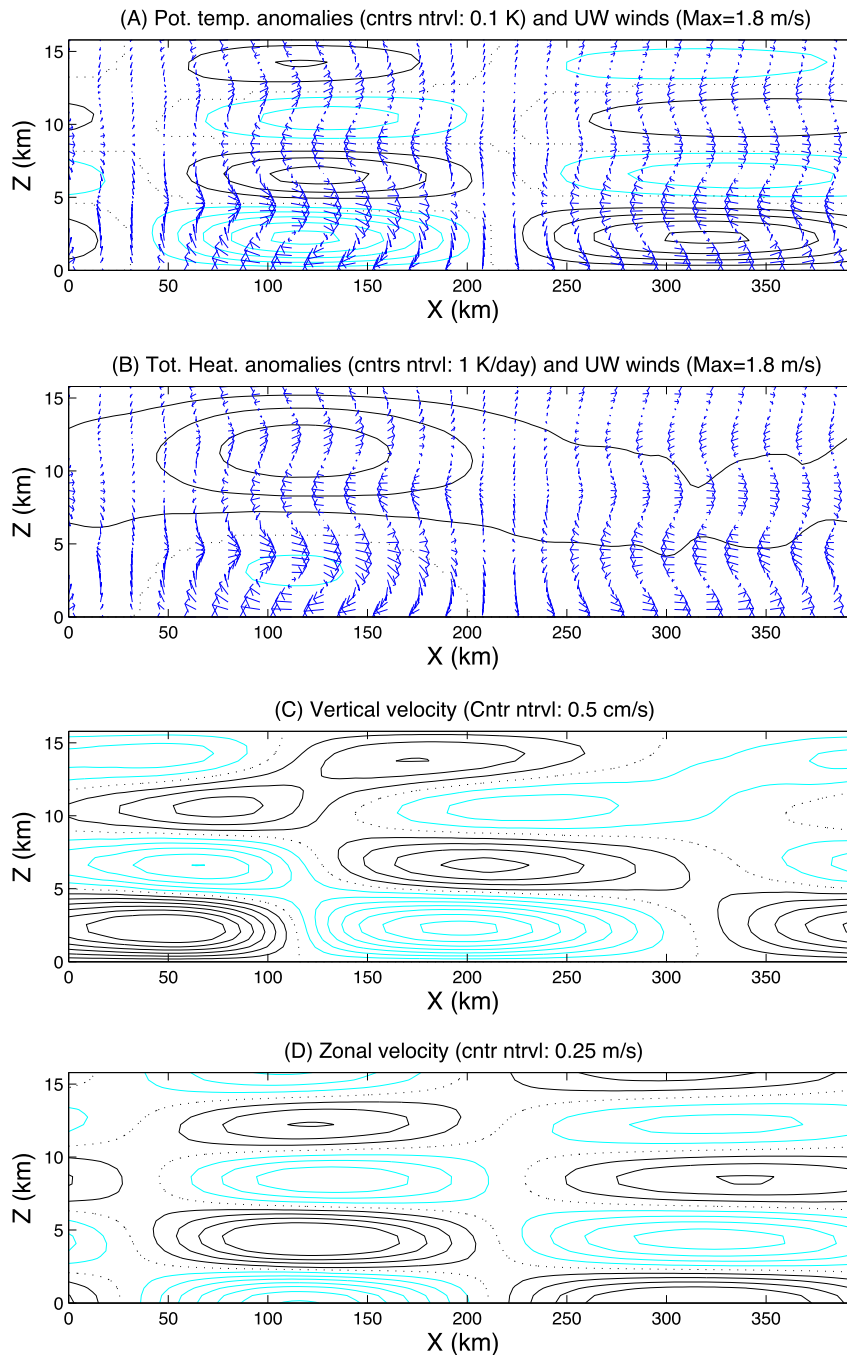 (A) Pot. temp. anomalies (cntrs ntrvl: 0.1 K) and UW winds (Max=1.8 m/s)
15
10
5
0
Z (km)
0 50 100 150 200 250 300 350
X (km)
(B) Tot. Heat. anomalies (cntrs ntrvl: 1 K/day) and UW winds (Max=1.8 m/s)
15
10
5
0
Z (km)
0 50 100 150 200 250 300 350
X (km)
(C) Vertical velocity (Cntr ntrvl: 0.5 cm/s)
15
10
5
0
Z (km)
0 50 100 150 200 250 300 350
X (km)
(D) Zonal velocity (cntr ntrvl: 0.25 m/s)
15
10
5
0
Z (km)
0 50 100 150 200 250 300 350
X (km)